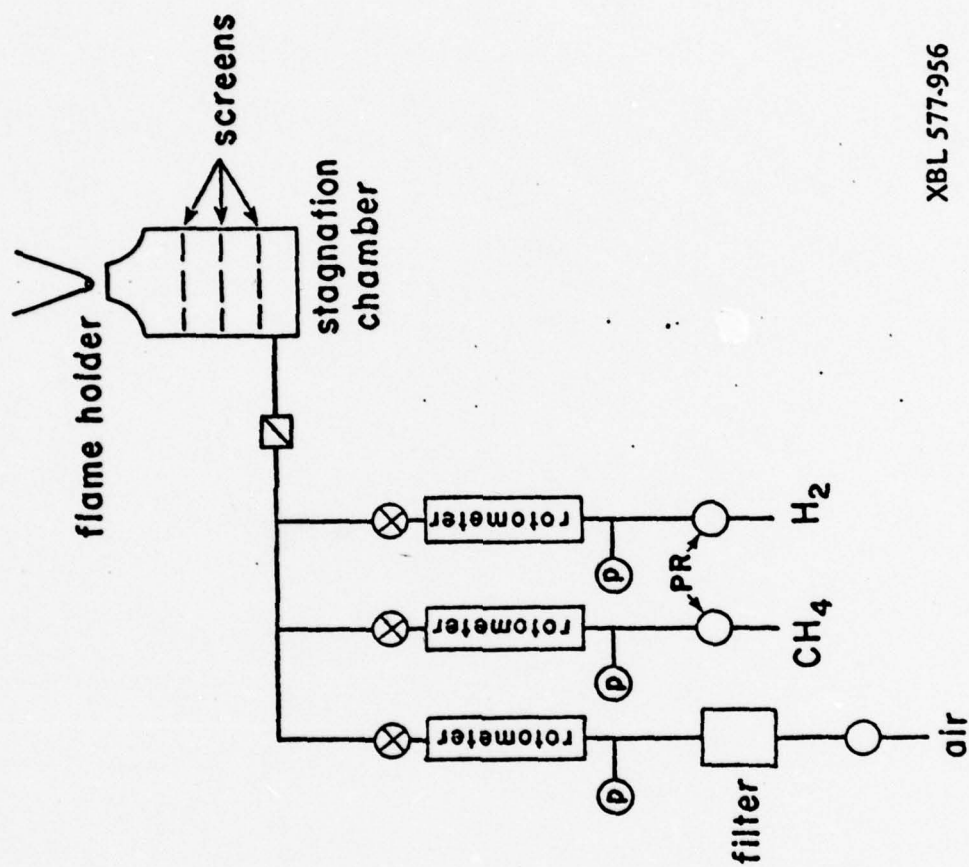 flame holder
screens
stagnation
chamber
rotometer
rotometer
rotometer
P
P
P
PR
filter
air
CH4
H2
XBL 577-956